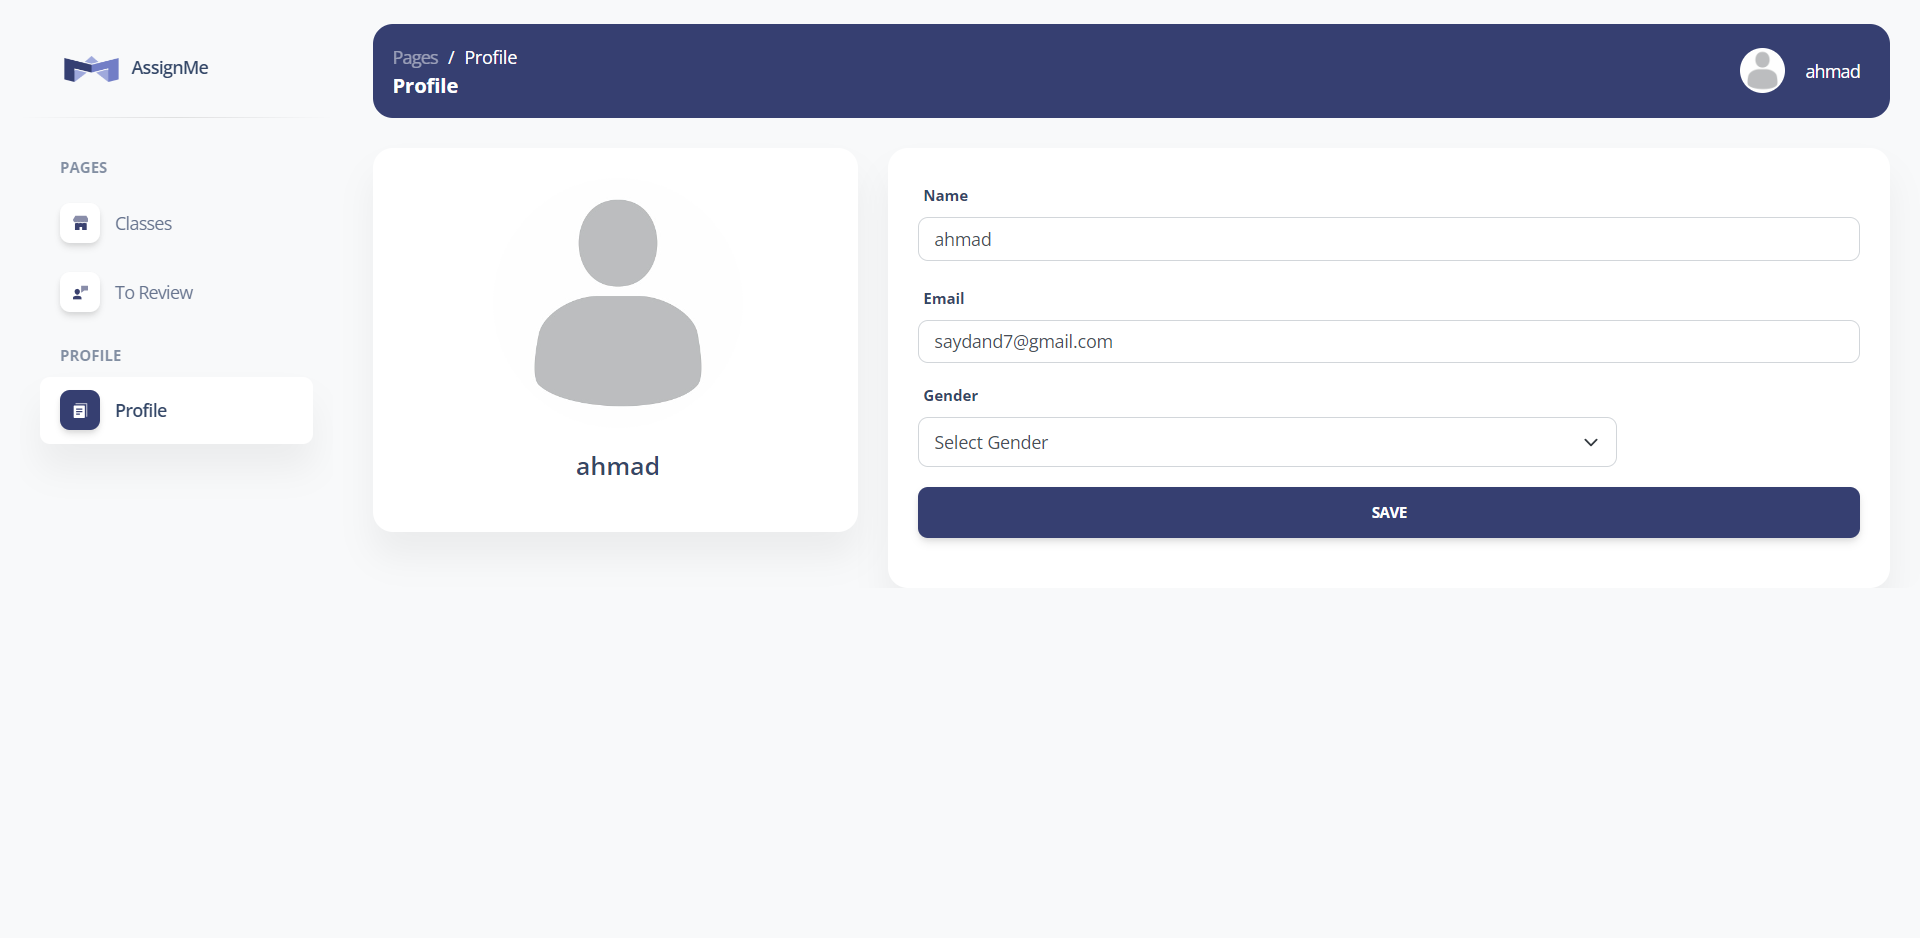 AssignMe
PAGES
Classes
To Review
PROFILE
Profile
Pages / Profile
Profile
ahmad
ahmad
Name
ahmad
Email
saydand7@gmail.com
Gender
Select Gender
SAVE